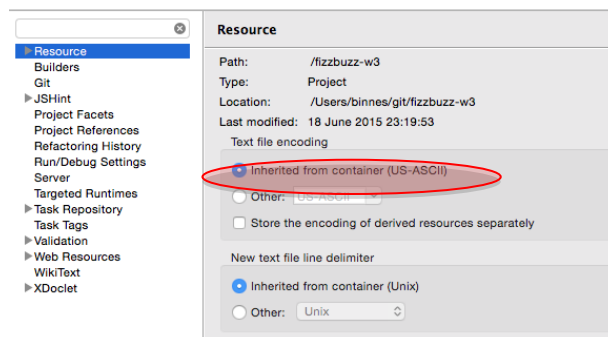 Resource
Resource
Builders
Git
JSHint
Project Facets
Project References
Refactoring History
Run/Debug Settings
Server
Targeted Runtimes
Task Repository
Task Tags
Validation
Web Resources
WikiText
XDoclet
Path: /fizzbuzz-w3
Type: Project
Location: /Users/binnes/git/fizzbuzz-w3
Last modified: 18 June 2015 23:19:53
Text file encoding
Inherited from container (US-ASCII)
Other: US-ASCII
Store the encoding of derived resources separately
New text file line delimiter
Inherited from container (Unix)
Other: Unix